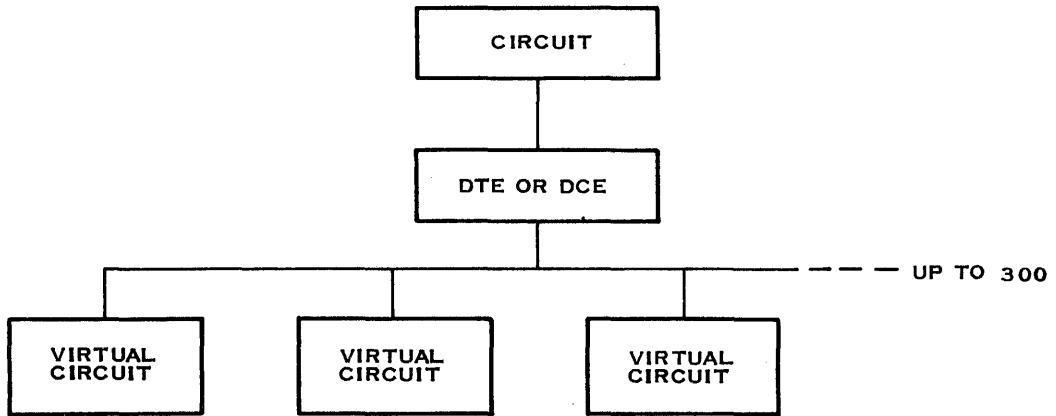 CIRCUIT
DTE OR DCE
UP TO 300
VIRTUAL
CIRCUIT
VIRTUAL
CIRCUIT
VIRTUAL
CIRCUIT